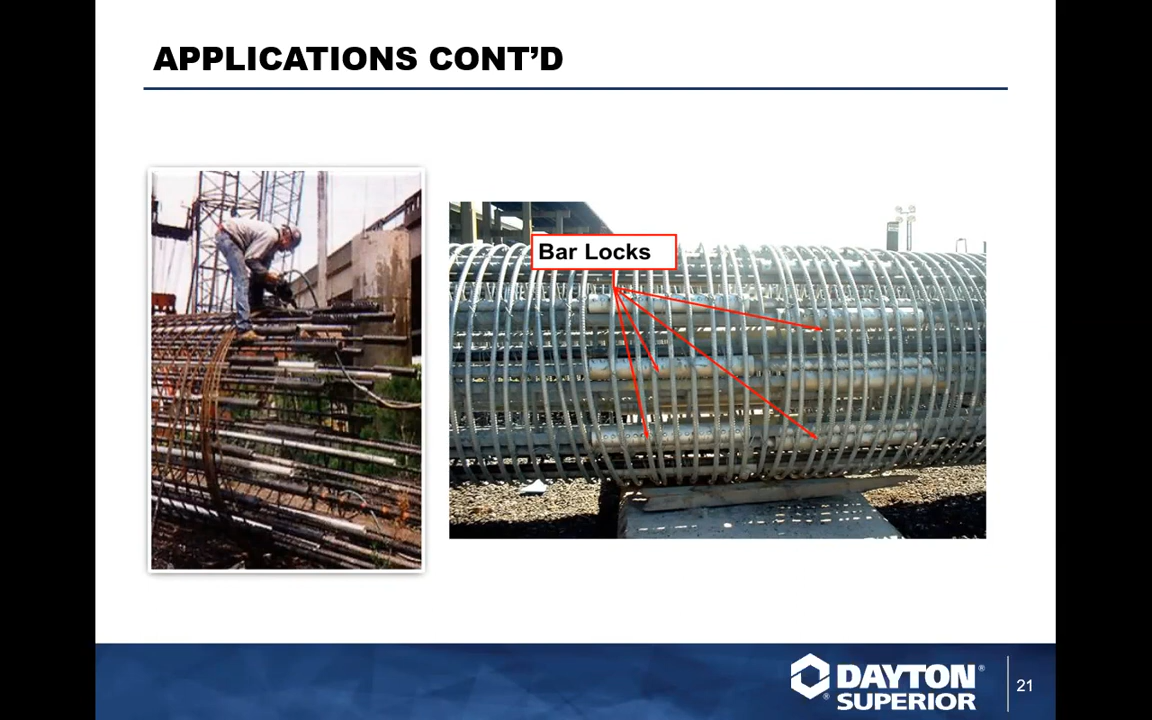 APPLICATIONS CONT’D
Bar Locks
DAYTON®
SUPERIOR®
21